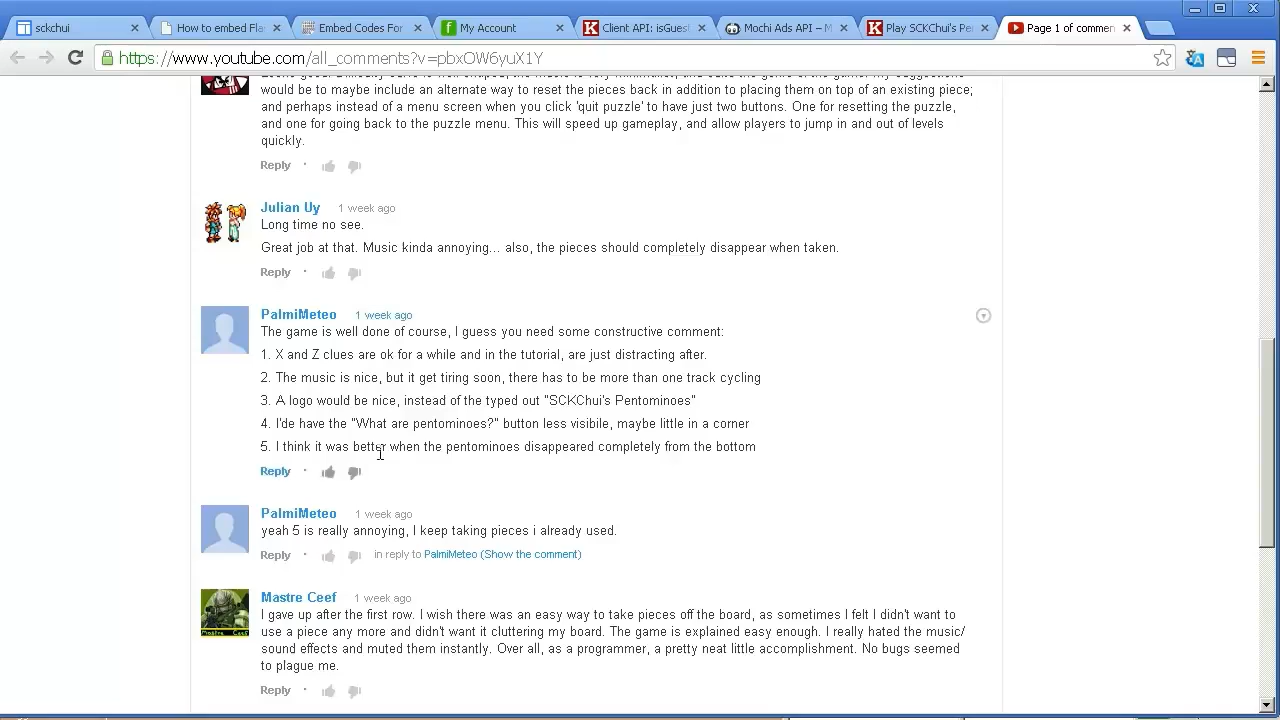 sckchui
How to embed Fla
Embed Codes For
My Account
Client API: isGues
Mochi Ads API – M
Play SCKChui's Pe
Page 1 of commen
https://www.youtube.com/all_comments?v=pbxOW6yuX1Y
would be to maybe include an alternate way to reset the pieces back in addition to placing them on top of an existing piece;
and perhaps instead of a menu screen when you click 'quit puzzle' to have just two buttons. One for resetting the puzzle,
and one for going back to the puzzle menu. This will speed up gameplay, and allow players to jump in and out of levels
quickly.
Reply
Julian Uy 1 week ago
Long time no see.
Great job at that. Music kinda annoying... also, the pieces should completely disappear when taken.
Reply
PalmiMeteo 1 week ago
The game is well done of course, I guess you need some constructive comment:
1. X and Z clues are ok for a while and in the tutorial, are just distracting after.
2. The music is nice, but it get tiring soon, there has to be more than one track cycling
3. A logo would be nice, instead of the typed out "SCKChui's Pentominoes"
4. I'de have the "What are pentominoes?" button less visibile, maybe little in a corner
5. I think it was better when the pentominoes disappeared completely from the bottom
Reply
PalmiMeteo 1 week ago
yeah 5 is really annoying, I keep taking pieces i already used.
Reply in reply to PalmiMeteo (Show the comment)
Mastre Ceef 1 week ago
I gave up after the first row. I wish there was an easy way to take pieces off the board, as sometimes I felt I didn't want to
use a piece any more and didn't want it cluttering my board. The game is explained easy enough. I really hated the music/
sound effects and muted them instantly. Over all, as a programmer, a pretty neat little accomplishment. No bugs seemed
to plague me.
Reply